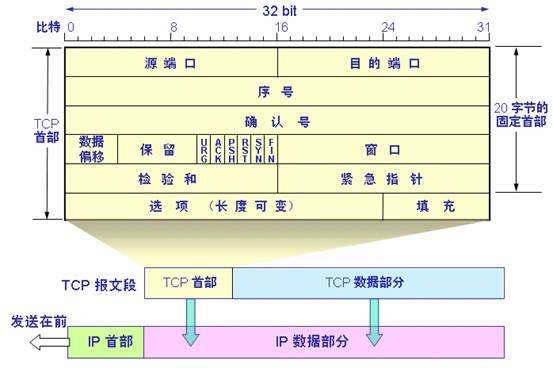 32 bit
比特 0 8 16 24 31
源端口 目的端口
序号
TCP 首部
确认号
20 字节的 固定首部
数据 偏移 保留 URG ACK PSH RST SYN FIN 窗口
检验和 紧急指针
选项 （长度可变） 填充
TCP 报文段 TCP 首部 TCP 数据部分
发送在前
IP 首部 IP 数据部分